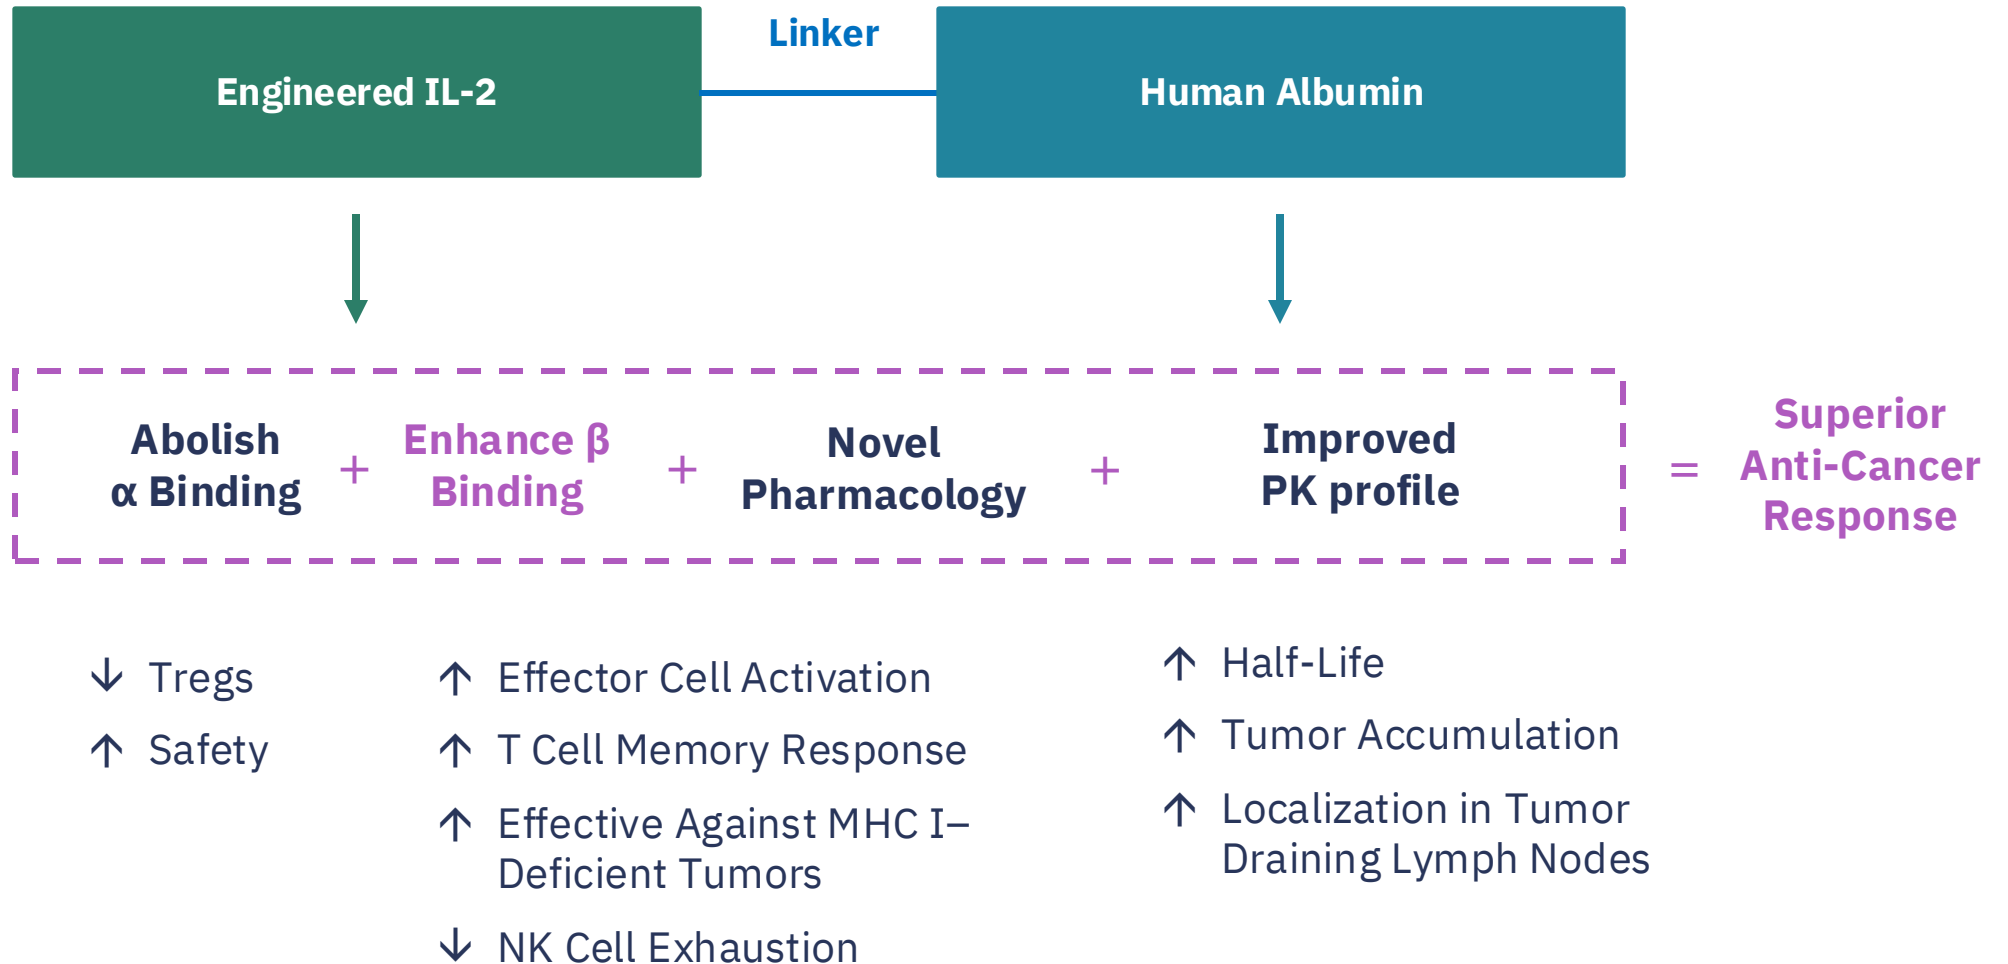 Engineered IL-2
Linker
Human Albumin
Abolish
α Binding
+
Enhance β
Binding
+
Novel
Pharmacology
+
Improved
PK profile
=
Superior
Anti-Cancer
Response
↓ Tregs
↑ Safety
↑ Effector Cell Activation
↑ T Cell Memory Response
↑ Effective Against MHC I–
Deficient Tumors
↓ NK Cell Exhaustion
↑ Half-Life
↑ Tumor Accumulation
↑ Localization in Tumor
Draining Lymph Nodes